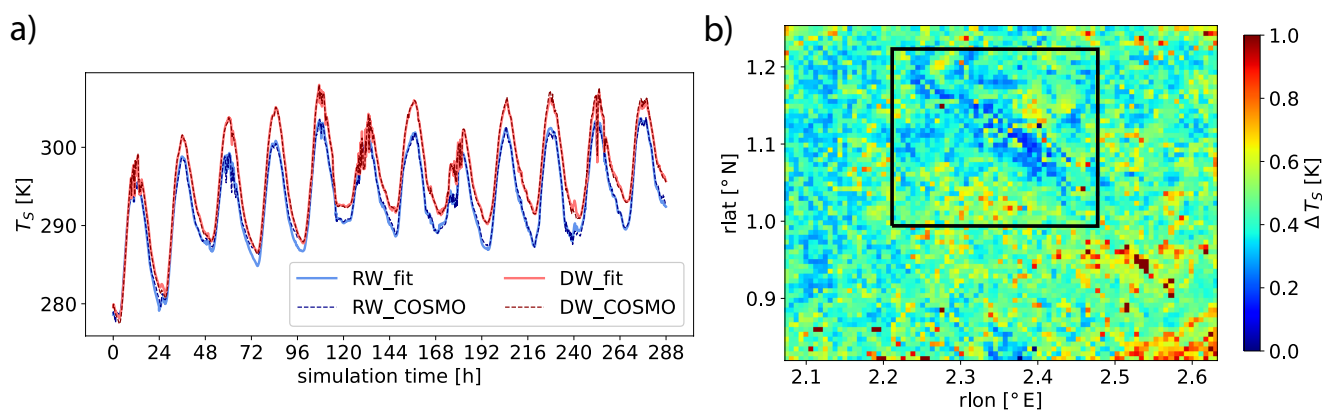 a)
300
290
280
T_S [K]
RW_fit
RW_COSMO
DW_fit
DW_COSMO
0 24 48 72 96 120 144 168 192 216 240 264 288
simulation time [h]
b)
1.2
1.1
1.0
0.9
rlat [°N]
2.1 2.2 2.3 2.4 2.5 2.6
rlon [°E]
1.0
0.8
0.6
0.4
0.2
0.0
Δ T_S [K]